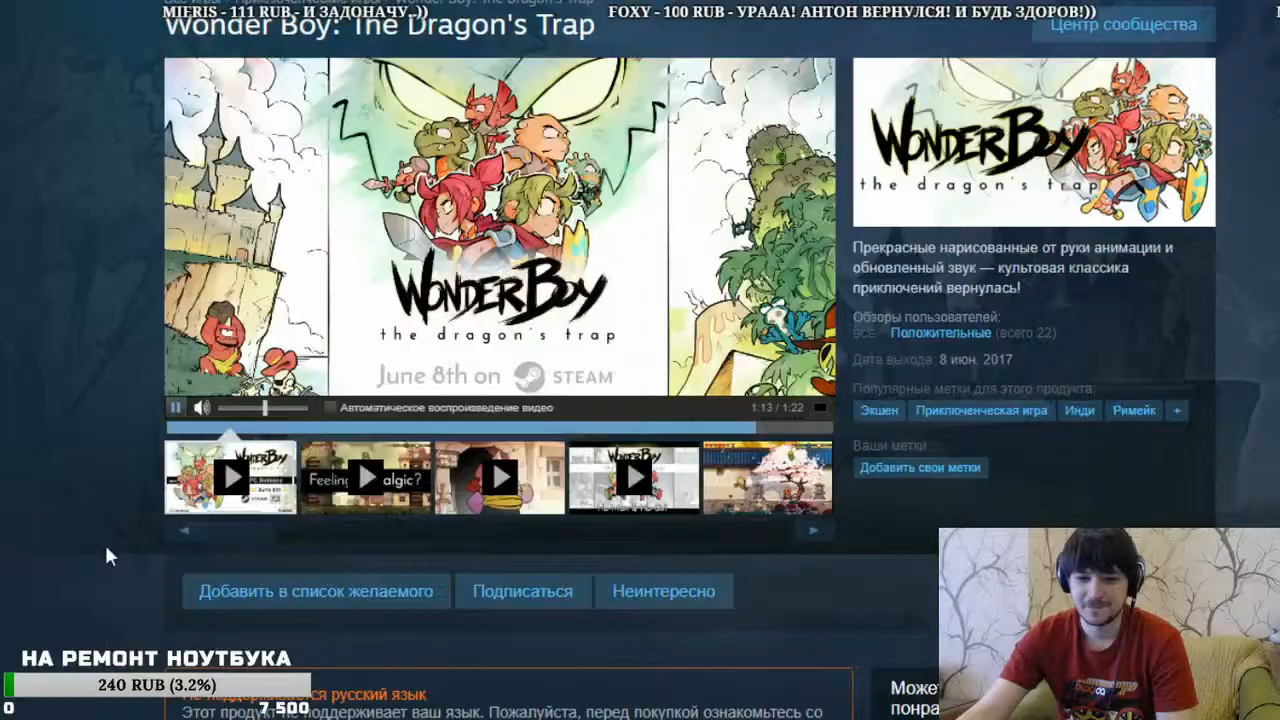 MIERIS - 111 RUB - И ЗАДОНАЧУ ;))
FOXY - 100 RUB - УРААА! АНТОН ВЕРНУЛСЯ! И БУДЬ ЗДОРОВ!))
Wonder Boy: The Dragon's Trap
Центр сообщества
WONDER BOY
the dragon's trap
June 8th on STEAM
Автоматическое воспроизведение видео
1:13 / 1:22
WONDER BOY
the dragon's trap
Прекрасные нарисованные от руки анимации и
обновленный звук — культовая классика
приключений вернулась!
Обзоры пользователей:
ВСЕ Положительные (всего 22)
Дата выхода: 8 июн. 2017
Популярные метки для этого продукта:
Экшен Приключенческая игра Инди Римейк +
Ваши метки
Добавить свои метки
Добавить в список желаемого
Подписаться
Неинтересно
НА РЕМОНТ НОУТБУКА
240 RUB (3.2%)
0 7 500
Не поддерживается русский язык
Этот продукт не поддерживает ваш язык. Пожалуйста, перед покупкой ознакомьтесь со